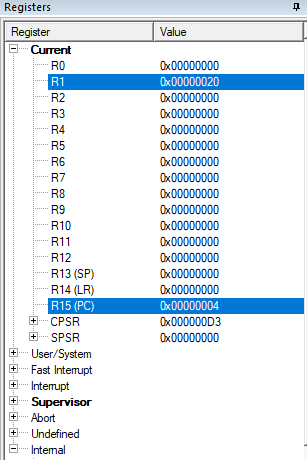 Registers
Register Value
Current
R0 0x00000000
R1 0x00000020
R2 0x00000000
R3 0x00000000
R4 0x00000000
R5 0x00000000
R6 0x00000000
R7 0x00000000
R8 0x00000000
R9 0x00000000
R10 0x00000000
R11 0x00000000
R12 0x00000000
R13 (SP) 0x00000000
R14 (LR) 0x00000000
R15 (PC) 0x00000004
CPSR 0x000000D3
SPSR 0x00000000
User/System
Fast Interrupt
Interrupt
Supervisor
Abort
Undefined
Internal